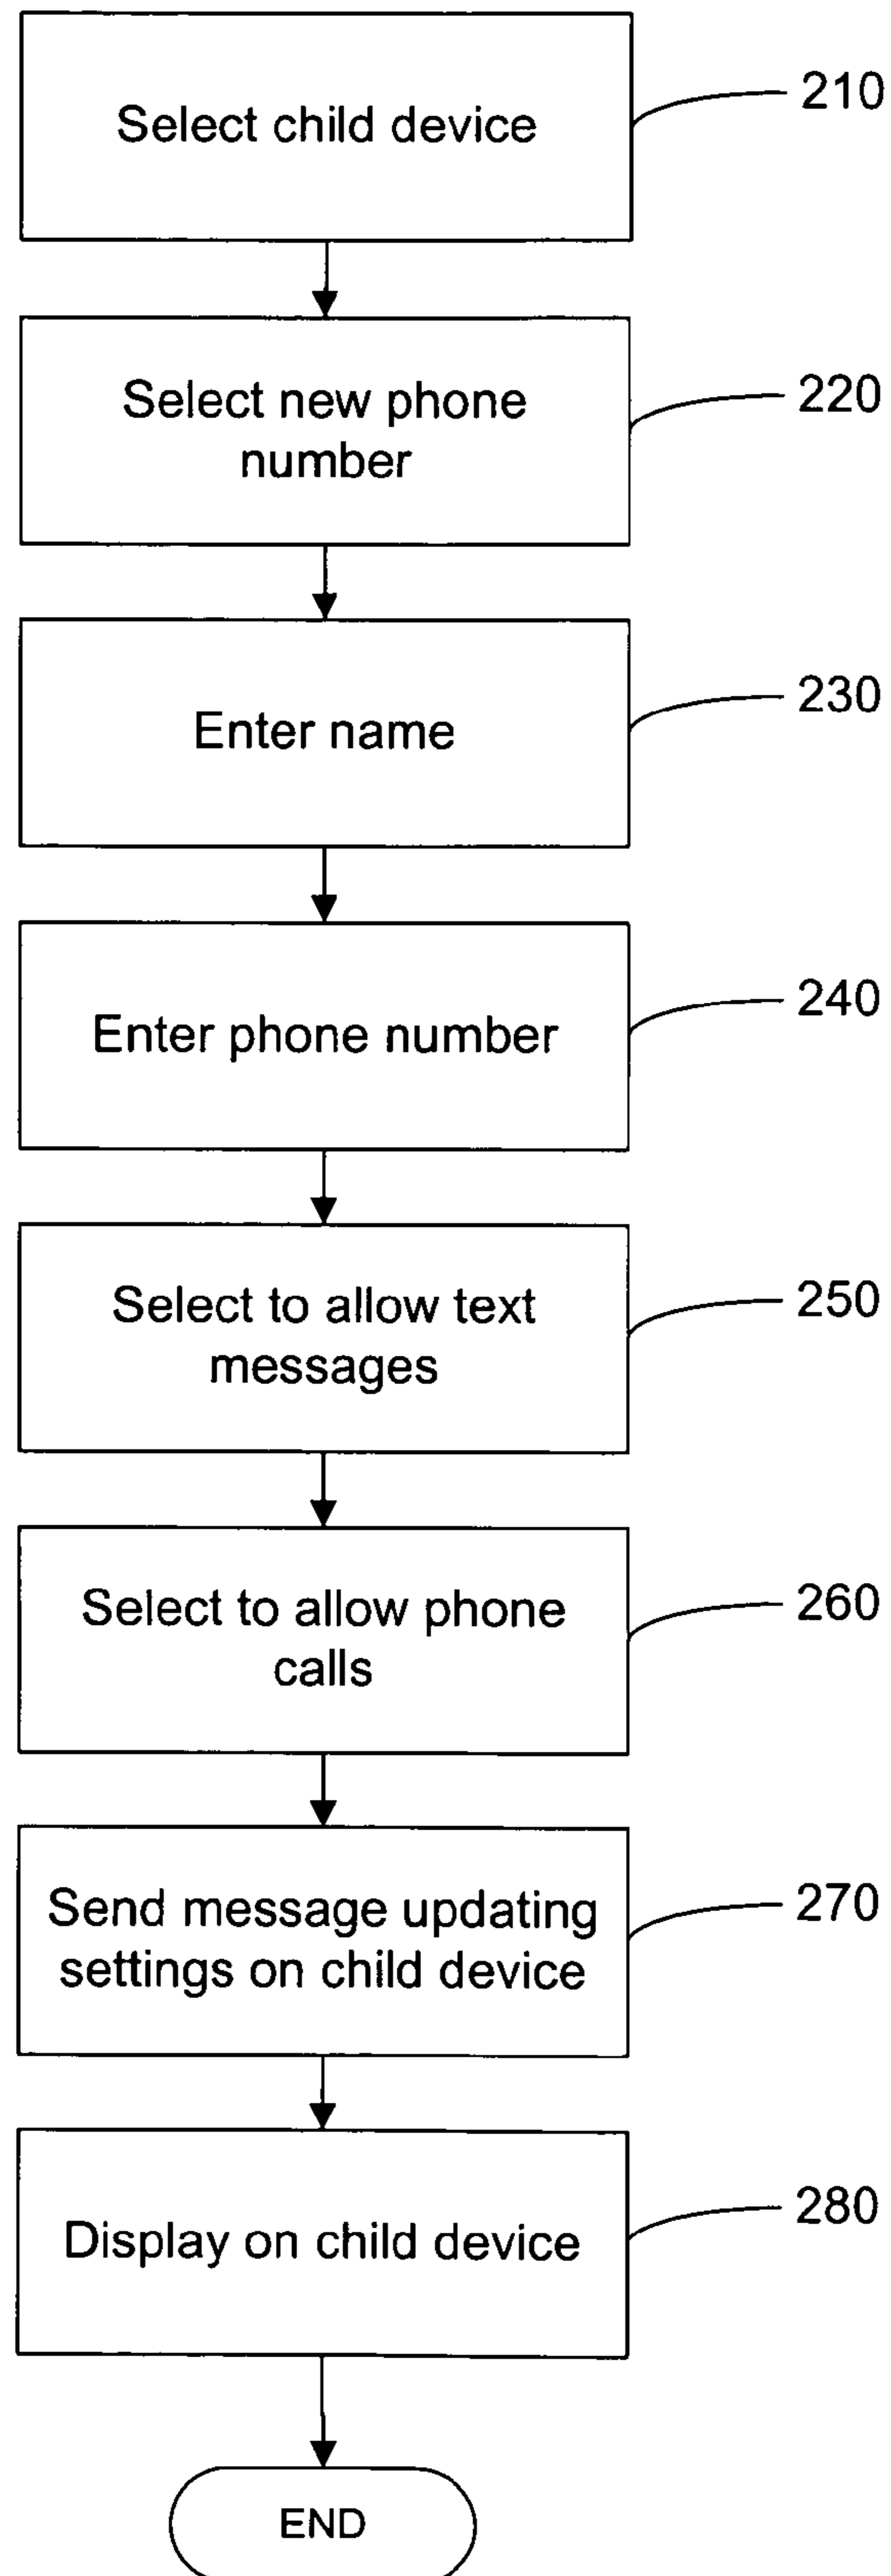 Select child device
210
Select new phone
number
220
Enter name
230
Enter phone number
240
Select to allow text
messages
250
Select to allow phone
calls
260
Send message updating
settings on child device
270
Display on child device
280
END